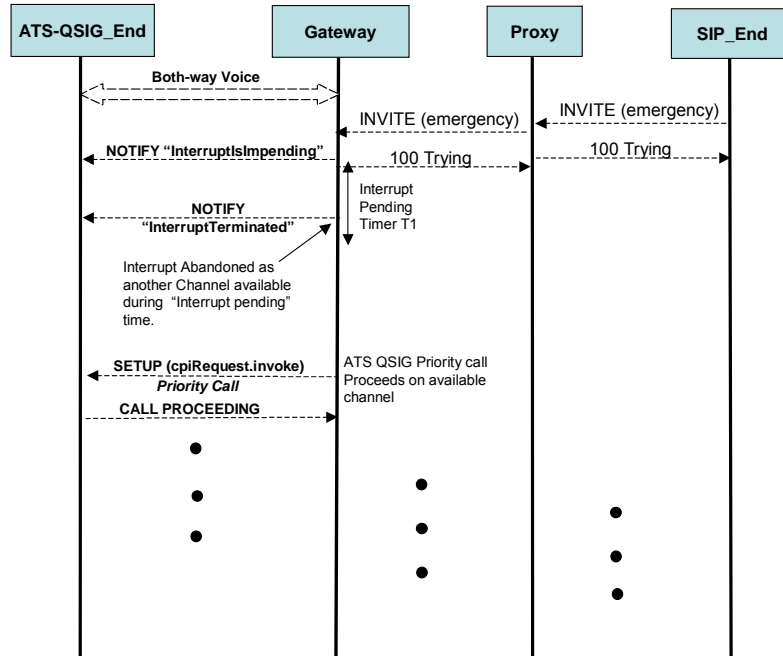 ATS-QSIG_End
Gateway
Proxy
SIP_End
Both-way Voice
INVITE (emergency)
INVITE (emergency)
NOTIFY “InterruptIsImpending”
100 Trying
100 Trying
Interrupt
Pending
Timer T1
NOTIFY
“InterruptTerminated”
Interrupt Abandoned as
another Channel available
during “Interrupt pending”
time.
SETUP (cpiRequest.invoke)
Priority Call
ATS QSIG Priority call
Proceeds on available
channel
CALL PROCEEDING